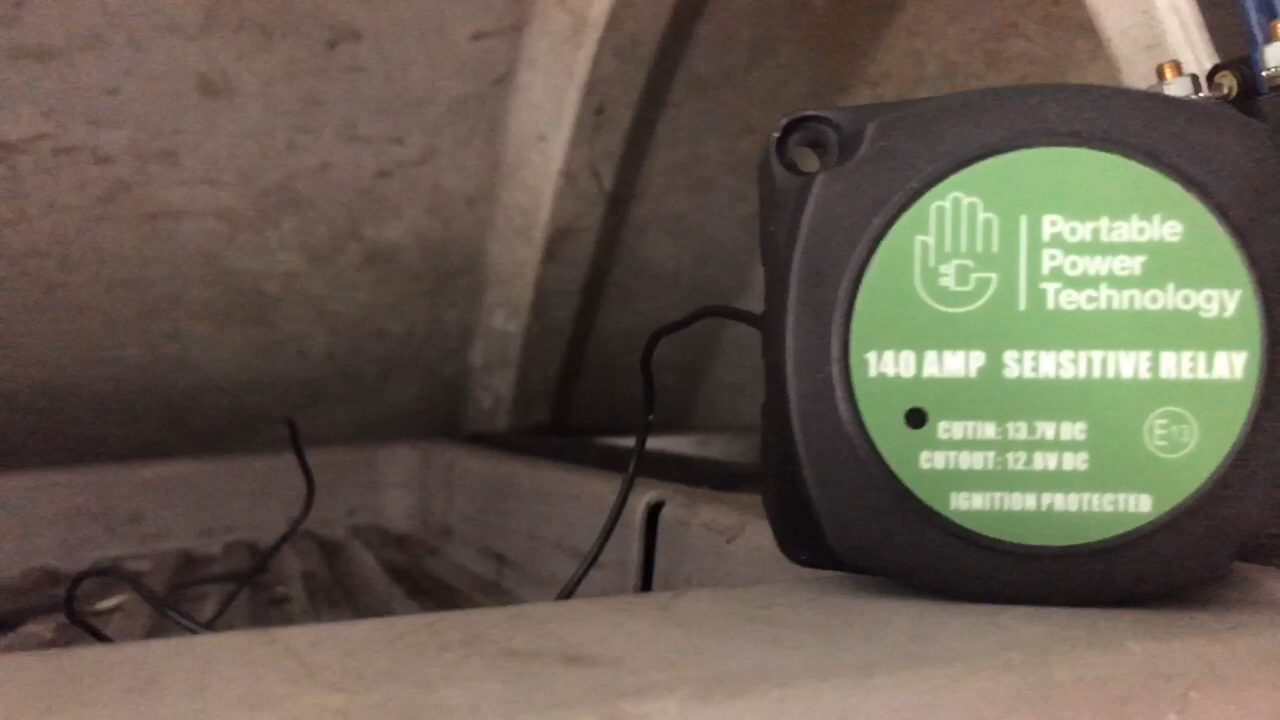 Portable
Power
Technology
140 AMP SENSITIVE RELAY
CUTIN: 13.7V DC
CUTOUT: 12.8V DC
E13
IGNITION PROTECTED